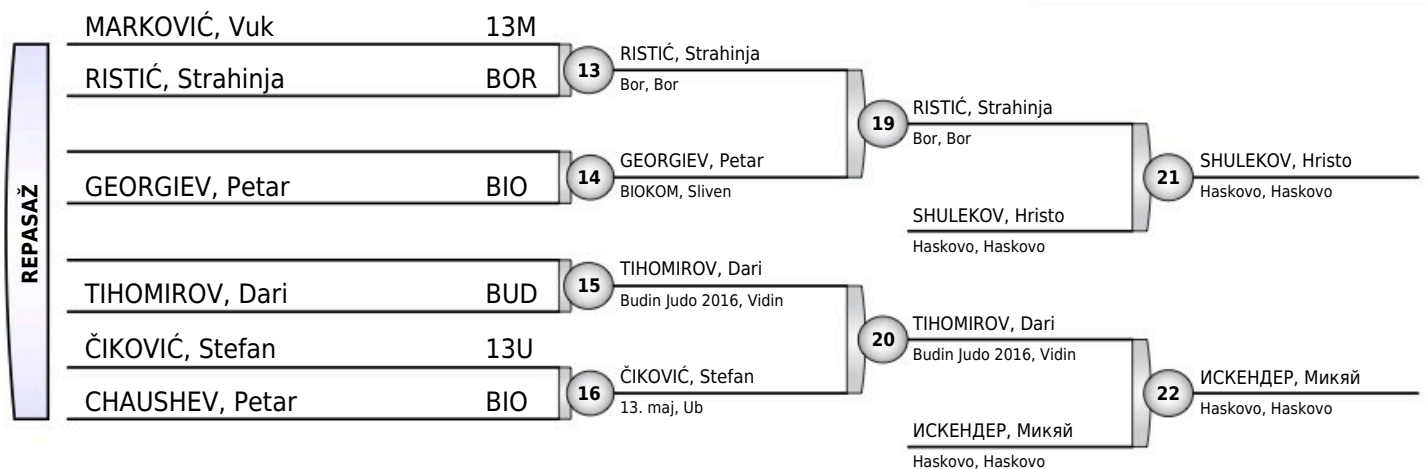 REPASAŽ
MARKOVIĆ, Vuk 13M
RISTIĆ, Strahinja BOR
GEORGIEV, Petar BIO
TIHOMIROV, Dari BUD
ČIKOVIĆ, Stefan 13U
CHAUSHEV, Petar BIO
13
RISTIĆ, Strahinja
Bor, Bor
14
GEORGIEV, Petar
BIOKOM, Sliven
15
TIHOMIROV, Dari
Budin Judo 2016, Vidin
16
ČIKOVIĆ, Stefan
13. maj, Ub
19
RISTIĆ, Strahinja
Bor, Bor
SHULEKOV, Hristo
Haskovo, Haskovo
20
TIHOMIROV, Dari
Budin Judo 2016, Vidin
ИСКЕНДЕР, Микяй
Haskovo, Haskovo
21
SHULEKOV, Hristo
Haskovo, Haskovo
22
ИСКЕНДЕР, Микяй
Haskovo, Haskovo